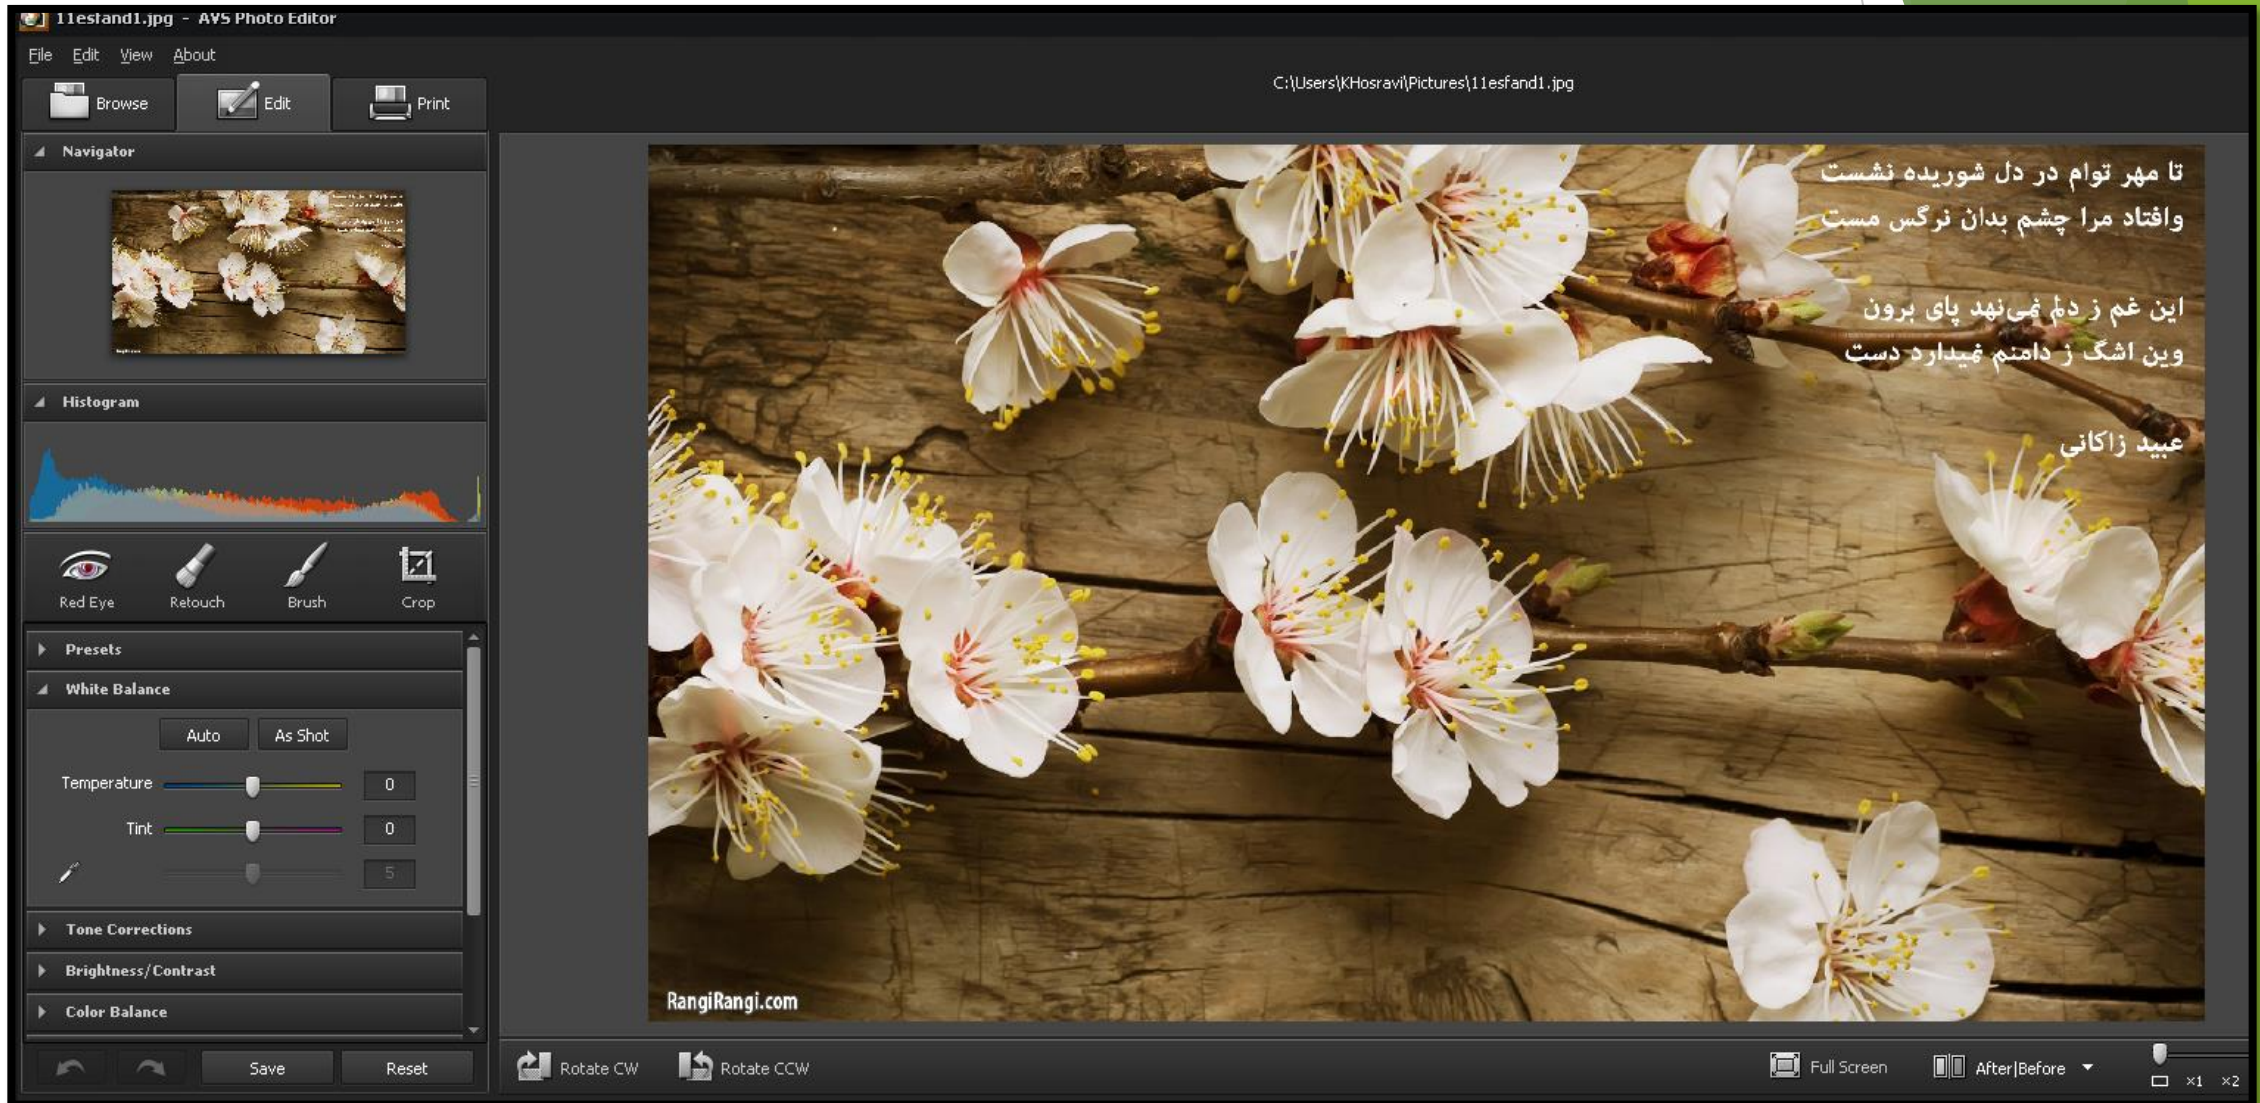 11esfand1.jpg - AVS Photo Editor
File Edit View About
Browse Edit Print
C:\Users\KHosravi\Pictures\11esfand1.jpg
Navigator
Histogram
Red Eye Retouch Brush Crop
Presets
White Balance
Auto As Shot
Temperature 0
Tint 0
5
Tone Corrections
Brightness/Contrast
Color Balance
Save Reset
تا مهر توام در دل شوریده نشست
وافتاد مرا چشم بدان نرگس مست
این غم ز دلم نمی‌نهد پای برون
وین اشگ ز دامنم نمیدارد دست
عبید زاکانی
RangiRangi.com
Rotate CW Rotate CCW Full Screen After|Before
×1 ×2